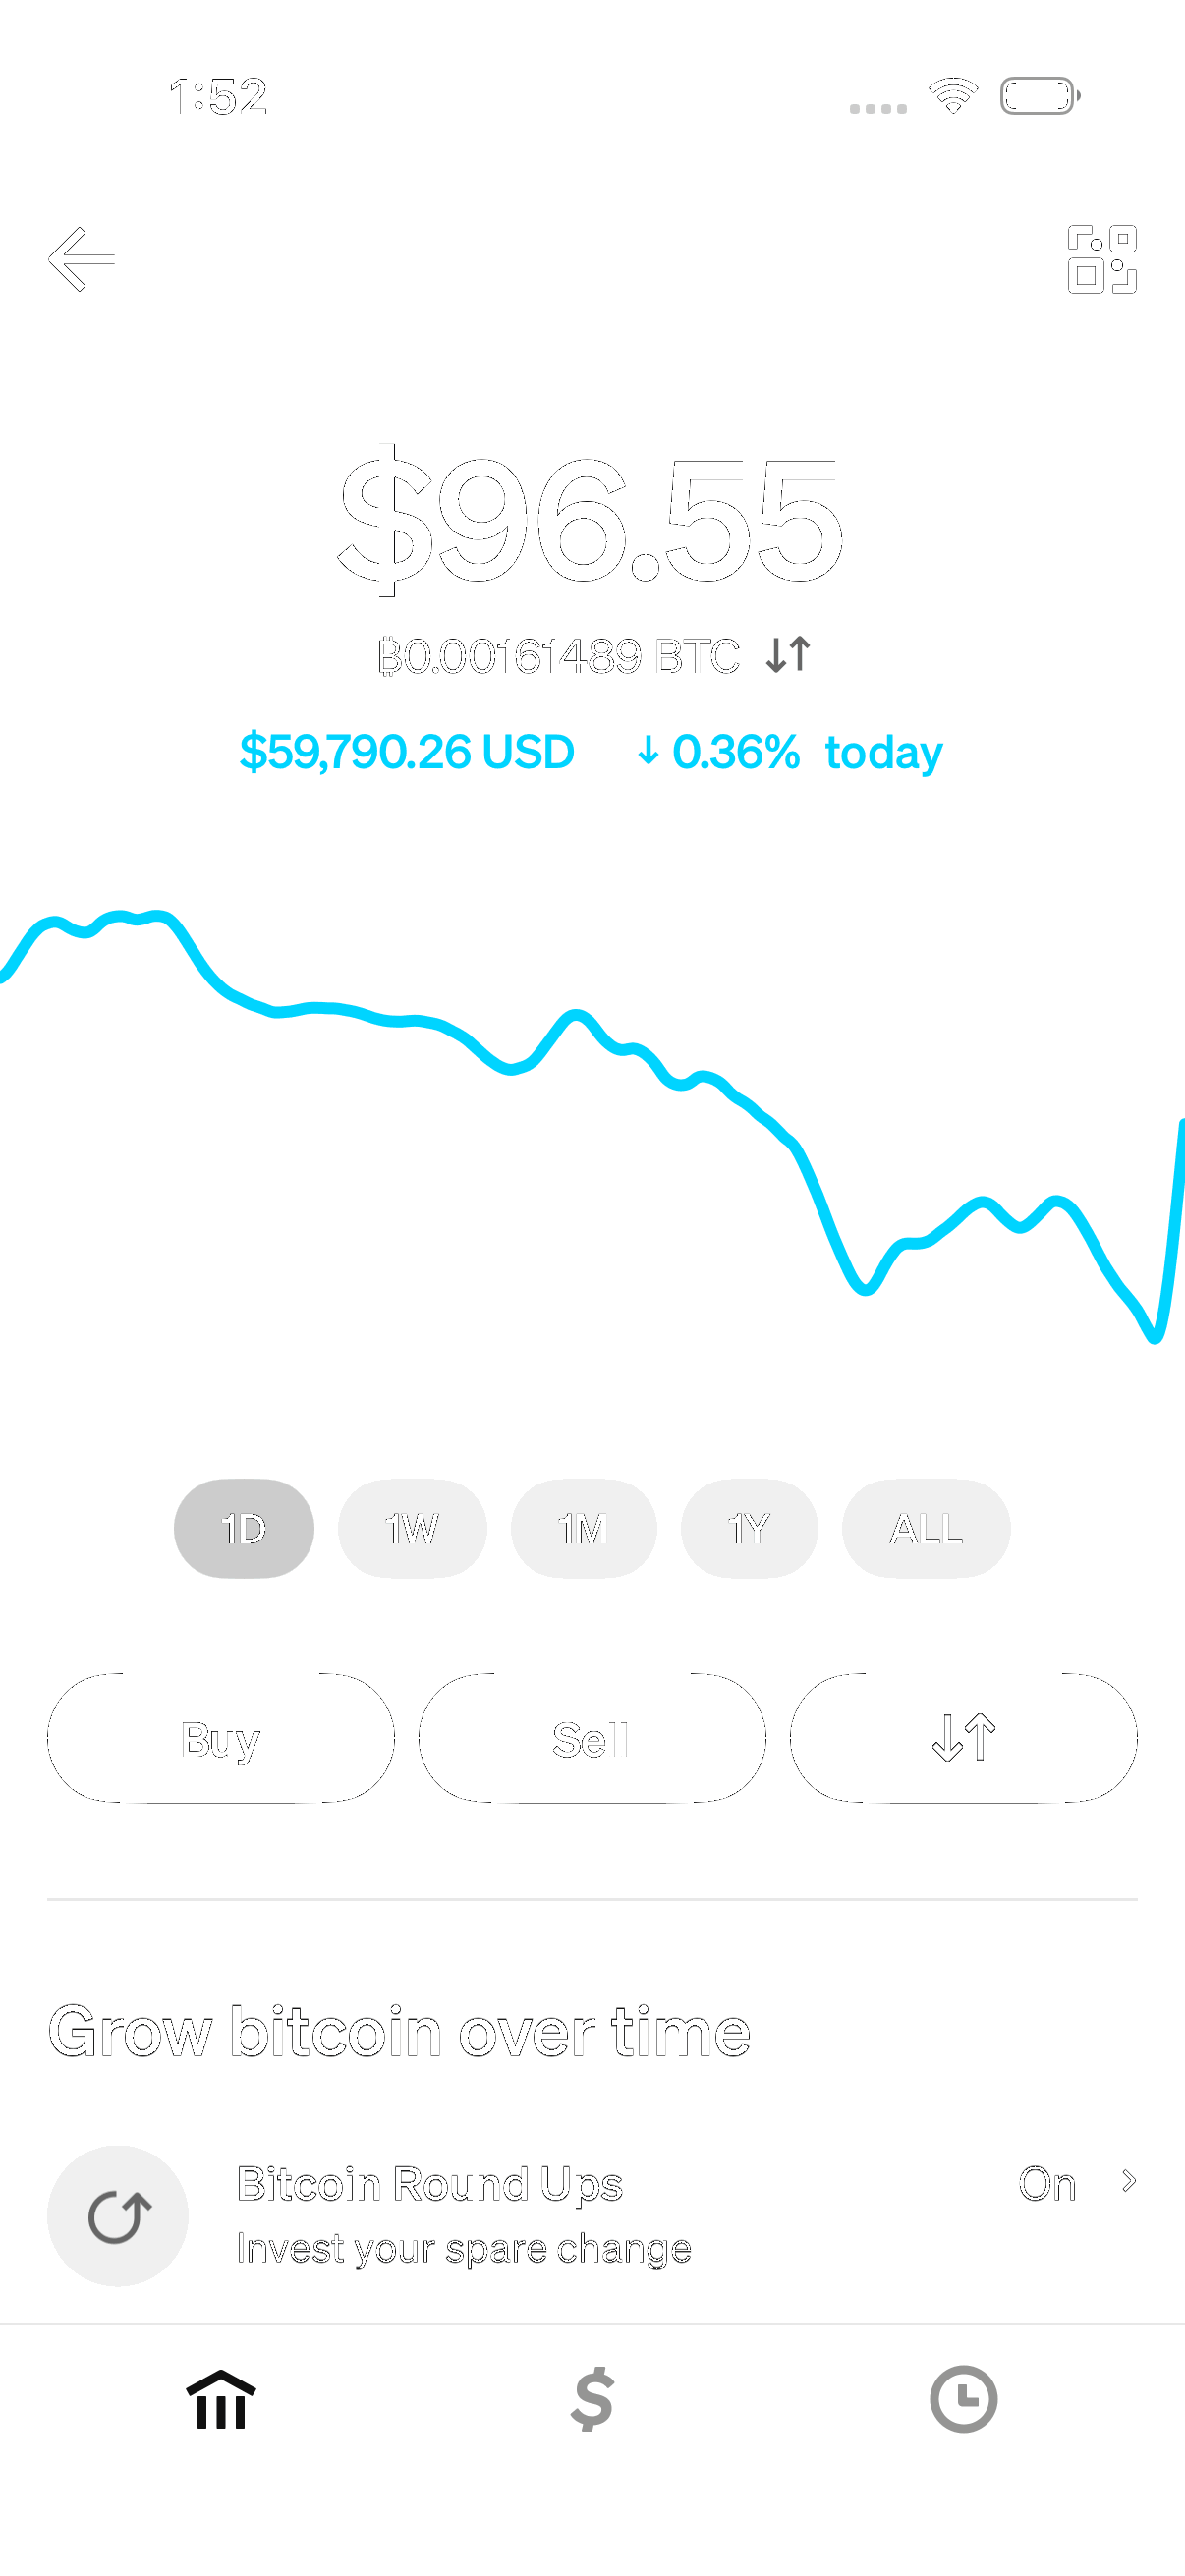 1:52
$96.55
₿0.00161489 BTC ↓↑
$59,790.26 USD ↓ 0.36% today
1D 1W 1M 1Y ALL
Buy Sell ↓↑
Grow bitcoin over time
Bitcoin Round Ups On >
Invest your spare change
$